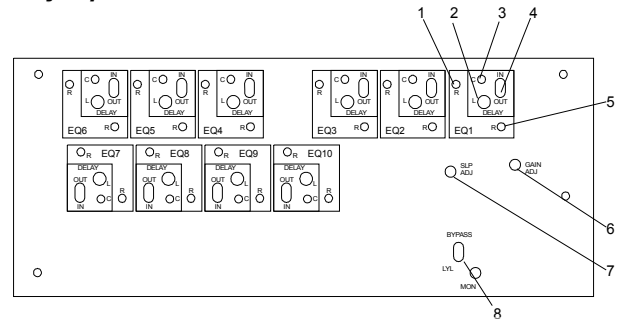 1 2 3 4
C IN C IN C IN C IN C IN C IN
R R R R R R
L OUT L OUT L OUT L OUT L OUT L OUT
DELAY DELAY DELAY DELAY DELAY DELAY
EQ6 R EQ5 R EQ4 R EQ3 R EQ2 R EQ1 R
5
R EQ7 R EQ8 R EQ9 R EQ10
DELAY DELAY DELAY DELAY
OUT L OUT L OUT L OUT L
C R C R C R C R
IN IN IN IN
SLP ADJ
GAIN ADJ
6
7
BYPASS
LYL
MON
8